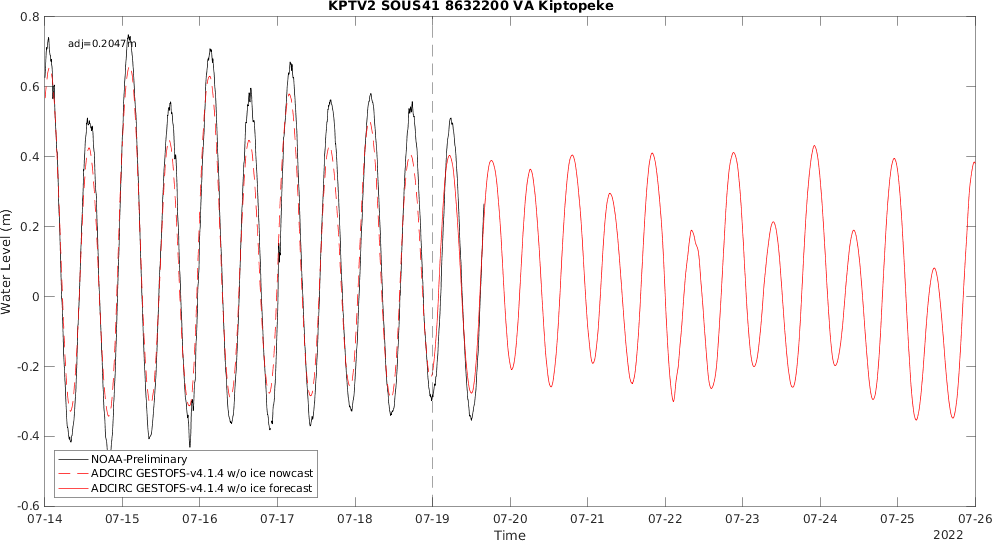 KPTV2 SOUS41 8632200 VA Kiptopeke
adj=0.2047m
Water Level (m)
0.8
0.6
0.4
0.2
0
-0.2
-0.4
-0.6
NOAA-Preliminary
ADCIRC GESTOFS-v4.1.4 w/o ice nowcast
ADCIRC GESTOFS-v4.1.4 w/o ice forecast
07-14 07-15 07-16 07-17 07-18 07-19 07-20 07-21 07-22 07-23 07-24 07-25 07-26
Time
2022